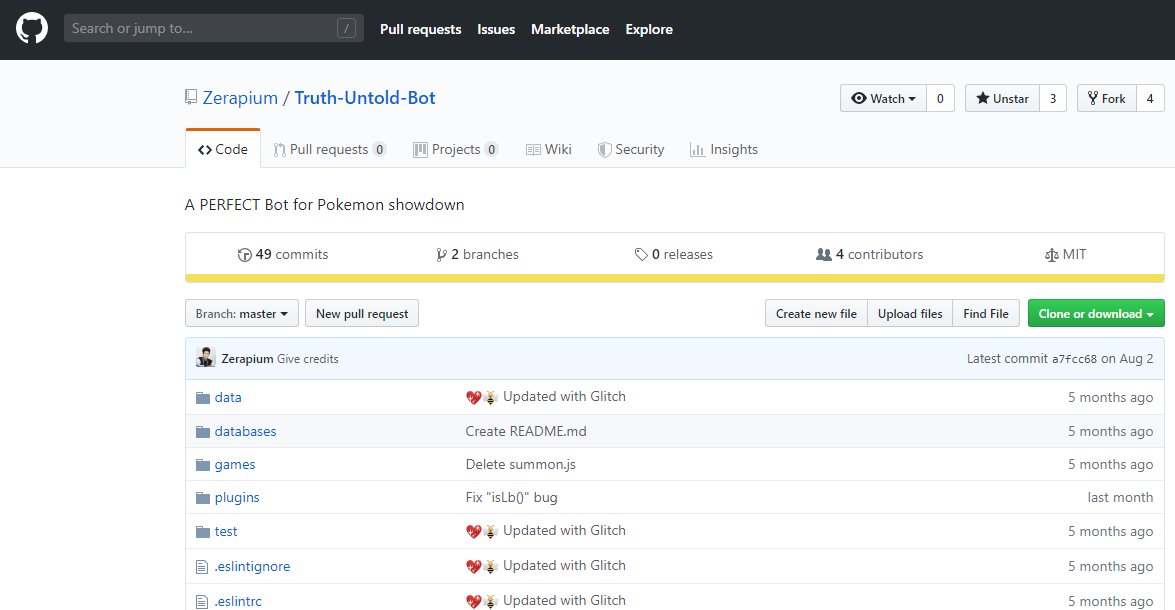 Search or jump to... / Pull requests Issues Marketplace Explore
Zerapium / Truth-Untold-Bot Watch 0 Unstar 3 Fork 4
Code Pull requests 0 Projects 0 Wiki Security Insights
A PERFECT Bot for Pokemon showdown
49 commits 2 branches 0 releases 4 contributors MIT
Branch: master New pull request Create new file Upload files Find File Clone or download
Zerapium Give credits Latest commit a7fcc68 on Aug 2
data Updated with Glitch 5 months ago
databases Create README.md 5 months ago
games Delete summon.js 5 months ago
plugins Fix "isLb()" bug last month
test Updated with Glitch 5 months ago
.eslintignore Updated with Glitch 5 months ago
.eslintrc Updated with Glitch 5 months ago